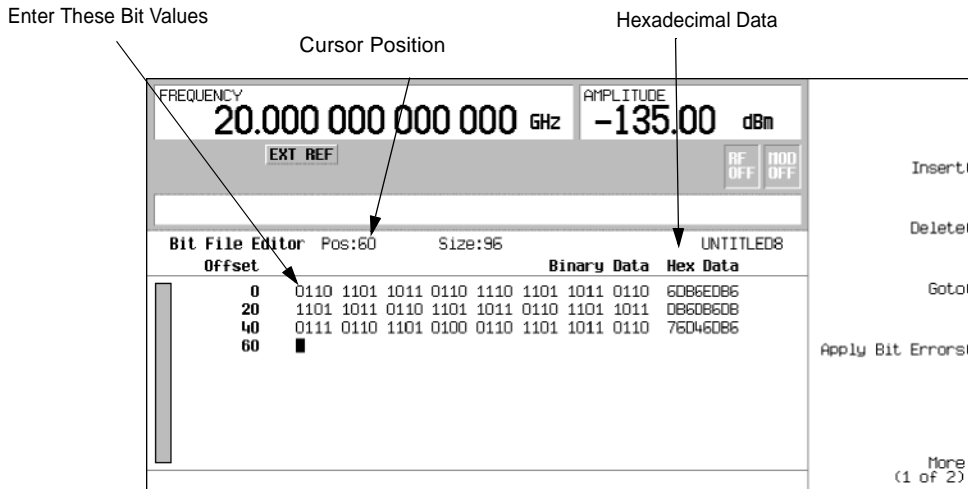 Enter These Bit Values
Cursor Position
Hexadecimal Data
FREQUENCY
20.000 000 000 000 GHz
AMPLITUDE
-135.00 dBm
EXT REF
RF OFF
MOD OFF
Insert
Delete
Goto
Apply Bit Errors
More
(1 of 2)
Bit File Editor Pos:60 Size:96 UNTITLED8
Offset Binary Data Hex Data
0 0110 1101 1011 0110 1110 1101 1011 0110 6DB6EDB6
20 1101 1011 0110 1101 1011 0110 1101 1011 DB6DB6DB
40 0111 0110 1101 0100 0110 1101 1011 0110 76D46DB6
60